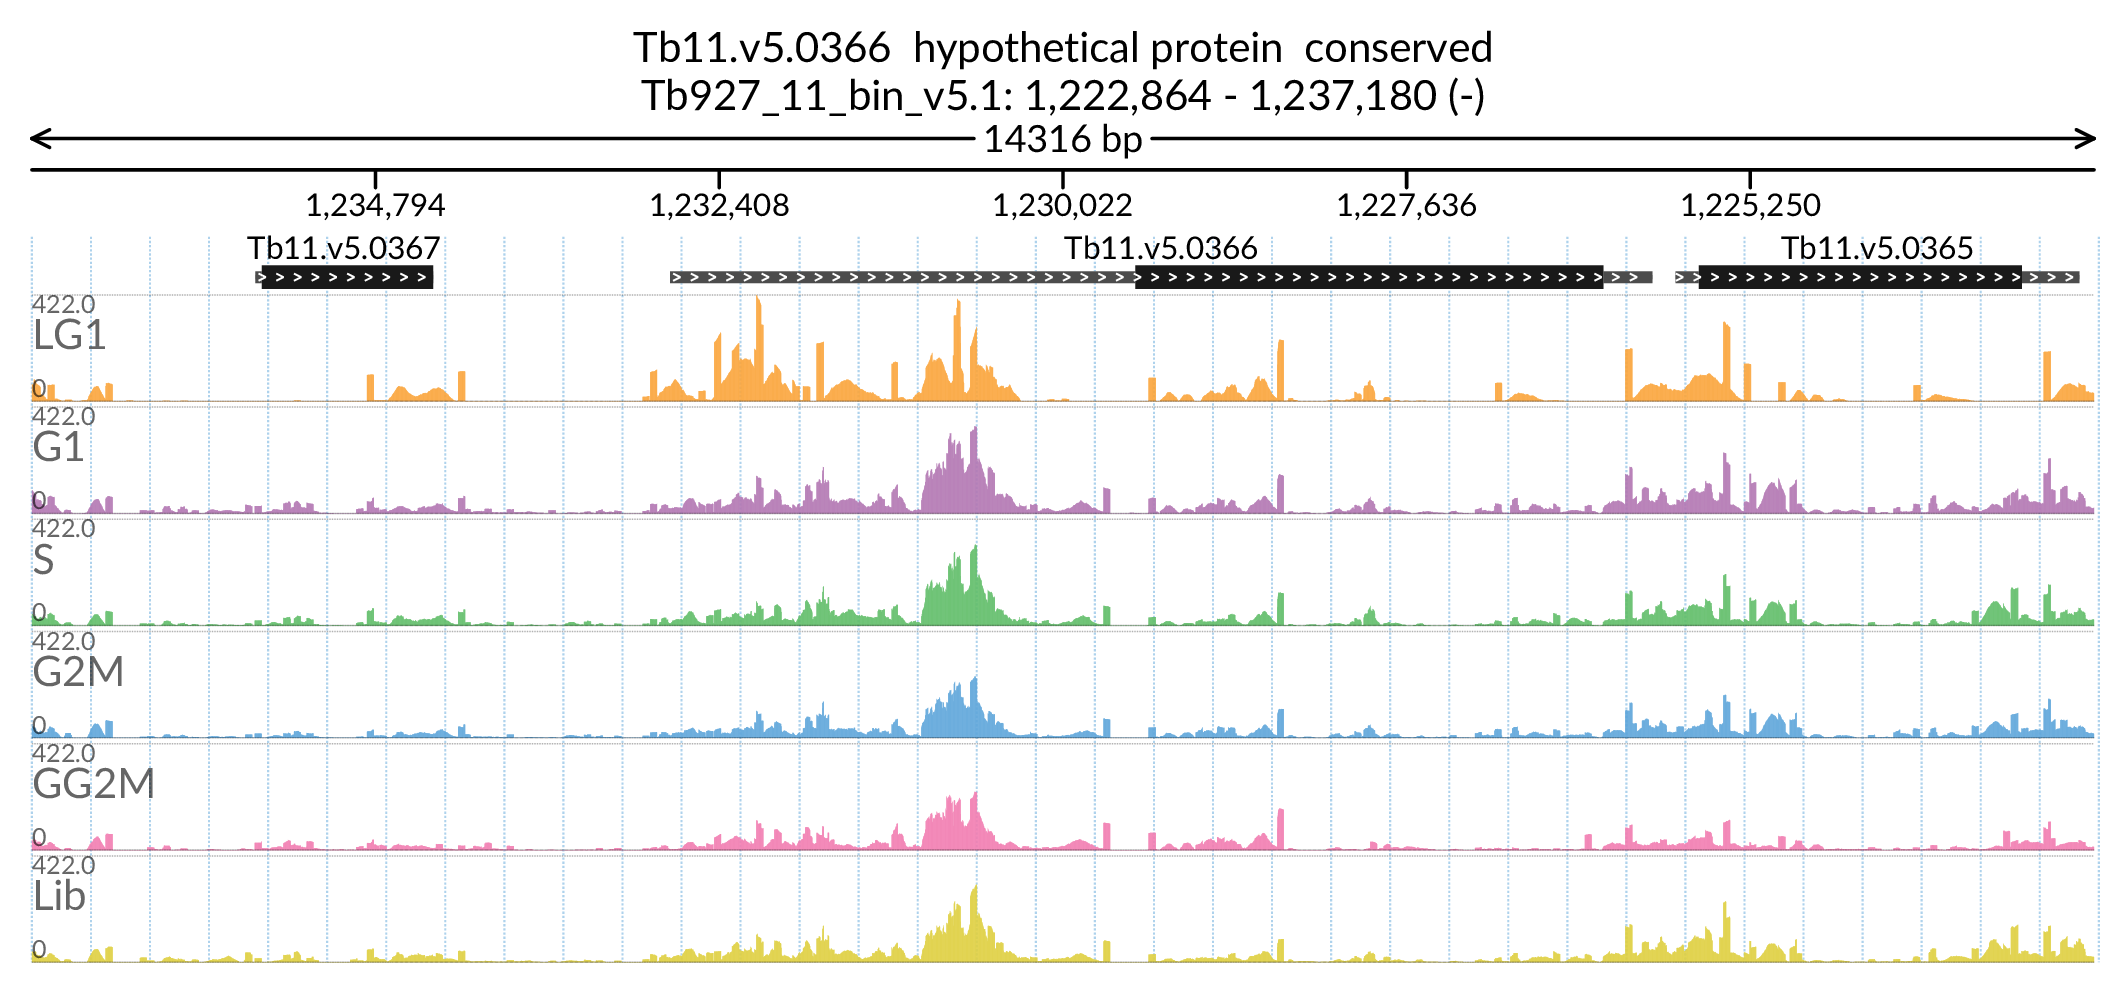 Tb11.v5.0366  hypothetical protein  conserved
Tb927_11_bin_v5.1: 1,222,864 - 1,237,180 (-)
14316 bp
1,234,794 1,232,408 1,230,022 1,227,636 1,225,250
Tb11.v5.0367 Tb11.v5.0366 Tb11.v5.0365
422.0
LG1
0
422.0
G1
0
422.0
S
0
422.0
G2M
0
422.0
GG2M
0
422.0
Lib
0